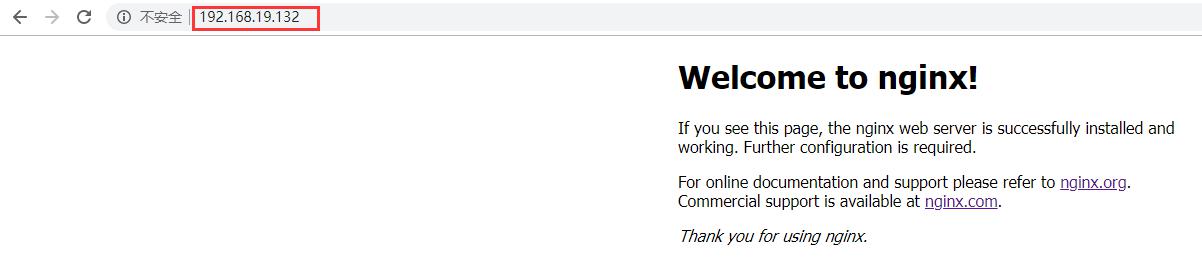 不安全 192.168.19.132
Welcome to nginx!
If you see this page, the nginx web server is successfully installed and
working. Further configuration is required.
For online documentation and support please refer to nginx.org.
Commercial support is available at nginx.com.
Thank you for using nginx.